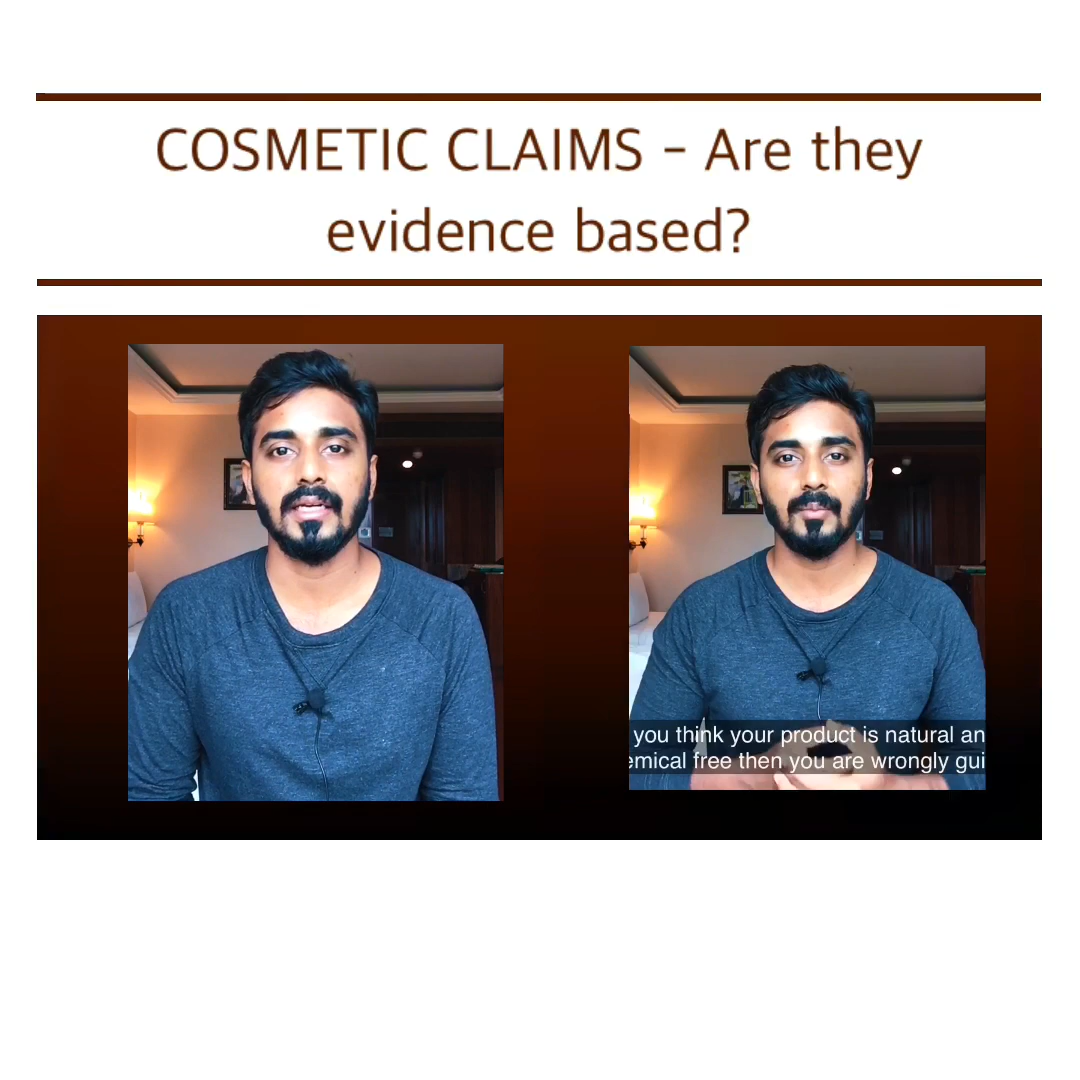 COSMETIC CLAIMS - Are they
evidence based?
you think your product is natural an
emical free then you are wrongly gui